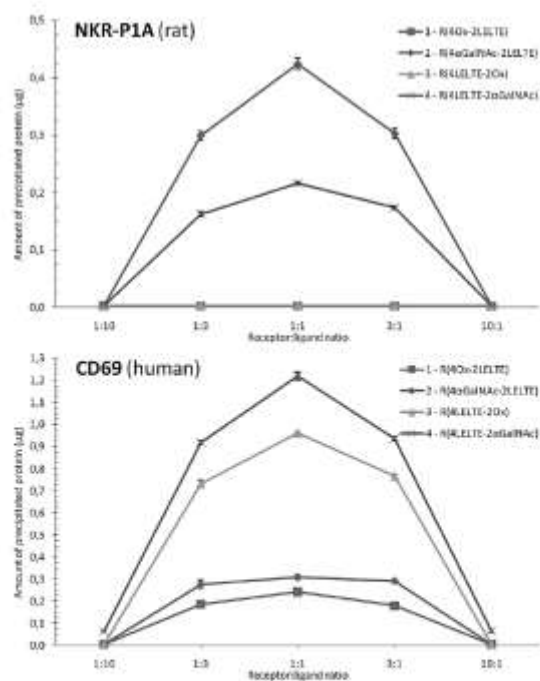 NKR-P1A (rat)
1 - R(4Ox-2LELTE)
2 - R(4αGalNAc-2LELTE)
3 - R(4LELTE-2Ox)
4 - R(4LELTE-2αGalNAc)
Amount of precipitated protein (µg)
0,5
0,4
0,3
0,2
0,1
0,0
1:10
1:3
1:1
3:1
10:1
Receptor:ligand ratio
CD69 (human)
1 - R(4Ox-2LELTE)
2 - R(4αGalNAc-2LELTE)
3 - R(4LELTE-2Ox)
4 - R(4LELTE-2αGalNAc)
Amount of precipitated protein (µg)
1,3
1,2
1,1
1,0
0,9
0,8
0,7
0,6
0,5
0,4
0,3
0,2
0,1
0,0
1:10
1:3
1:1
3:1
10:1
Receptor:ligand ratio